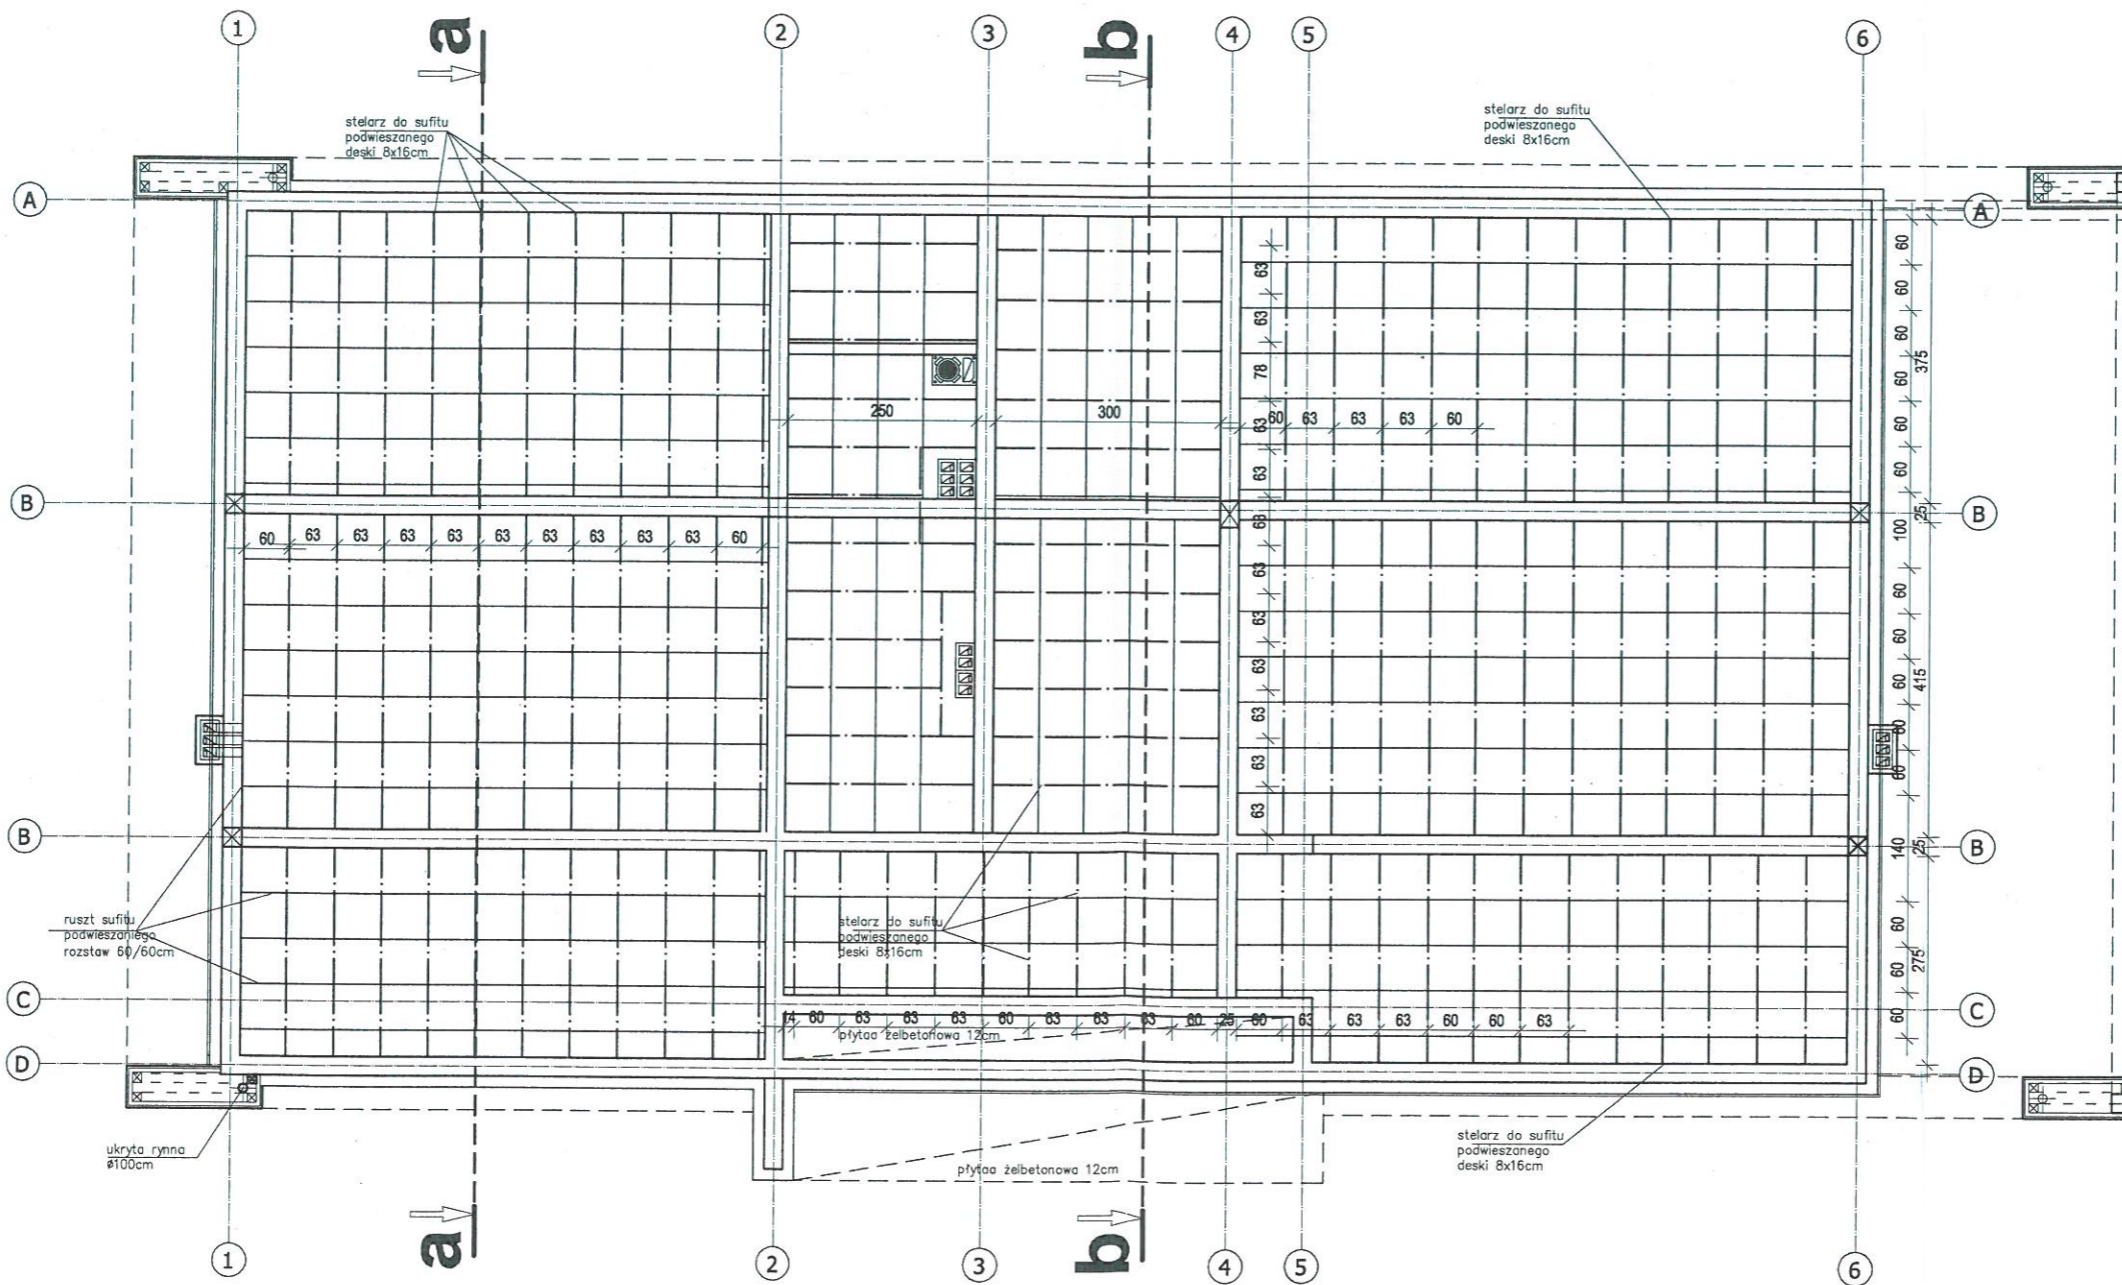 1
a
2
3
b
4
5
6
stelarz do sufitu
podwieszanego
deski 8x16cm
stelarz do sufitu
podwieszanego
deski 8x16cm
A
A
60
60
60
60
60
60
375
63
63
78
63
63
250
300
60 63 63 63 60
B
B
25
100
60 63 63 63 63 63 63 63 63 63 60
63
63
63
63
63
63
63
60
60
60
60
60
415
B
B
25
140
ruszt sufitu
podwieszaniego
rozstaw 60/60cm
stelarz do sufitu
podwieszanego
deski 8x16cm
60
60
60
275
C
C
14 60 63 63 63 60 63 63 63 60 25 60 63 63 63 60 60 63
płytaa żelbetonowa 12cm
D
D
ukryta rynna
ø100cm
płytaa żelbetonowa 12cm
stelarz do sufitu
podwieszanego
deski 8x16cm
a
b
1
2
3
4
5
6